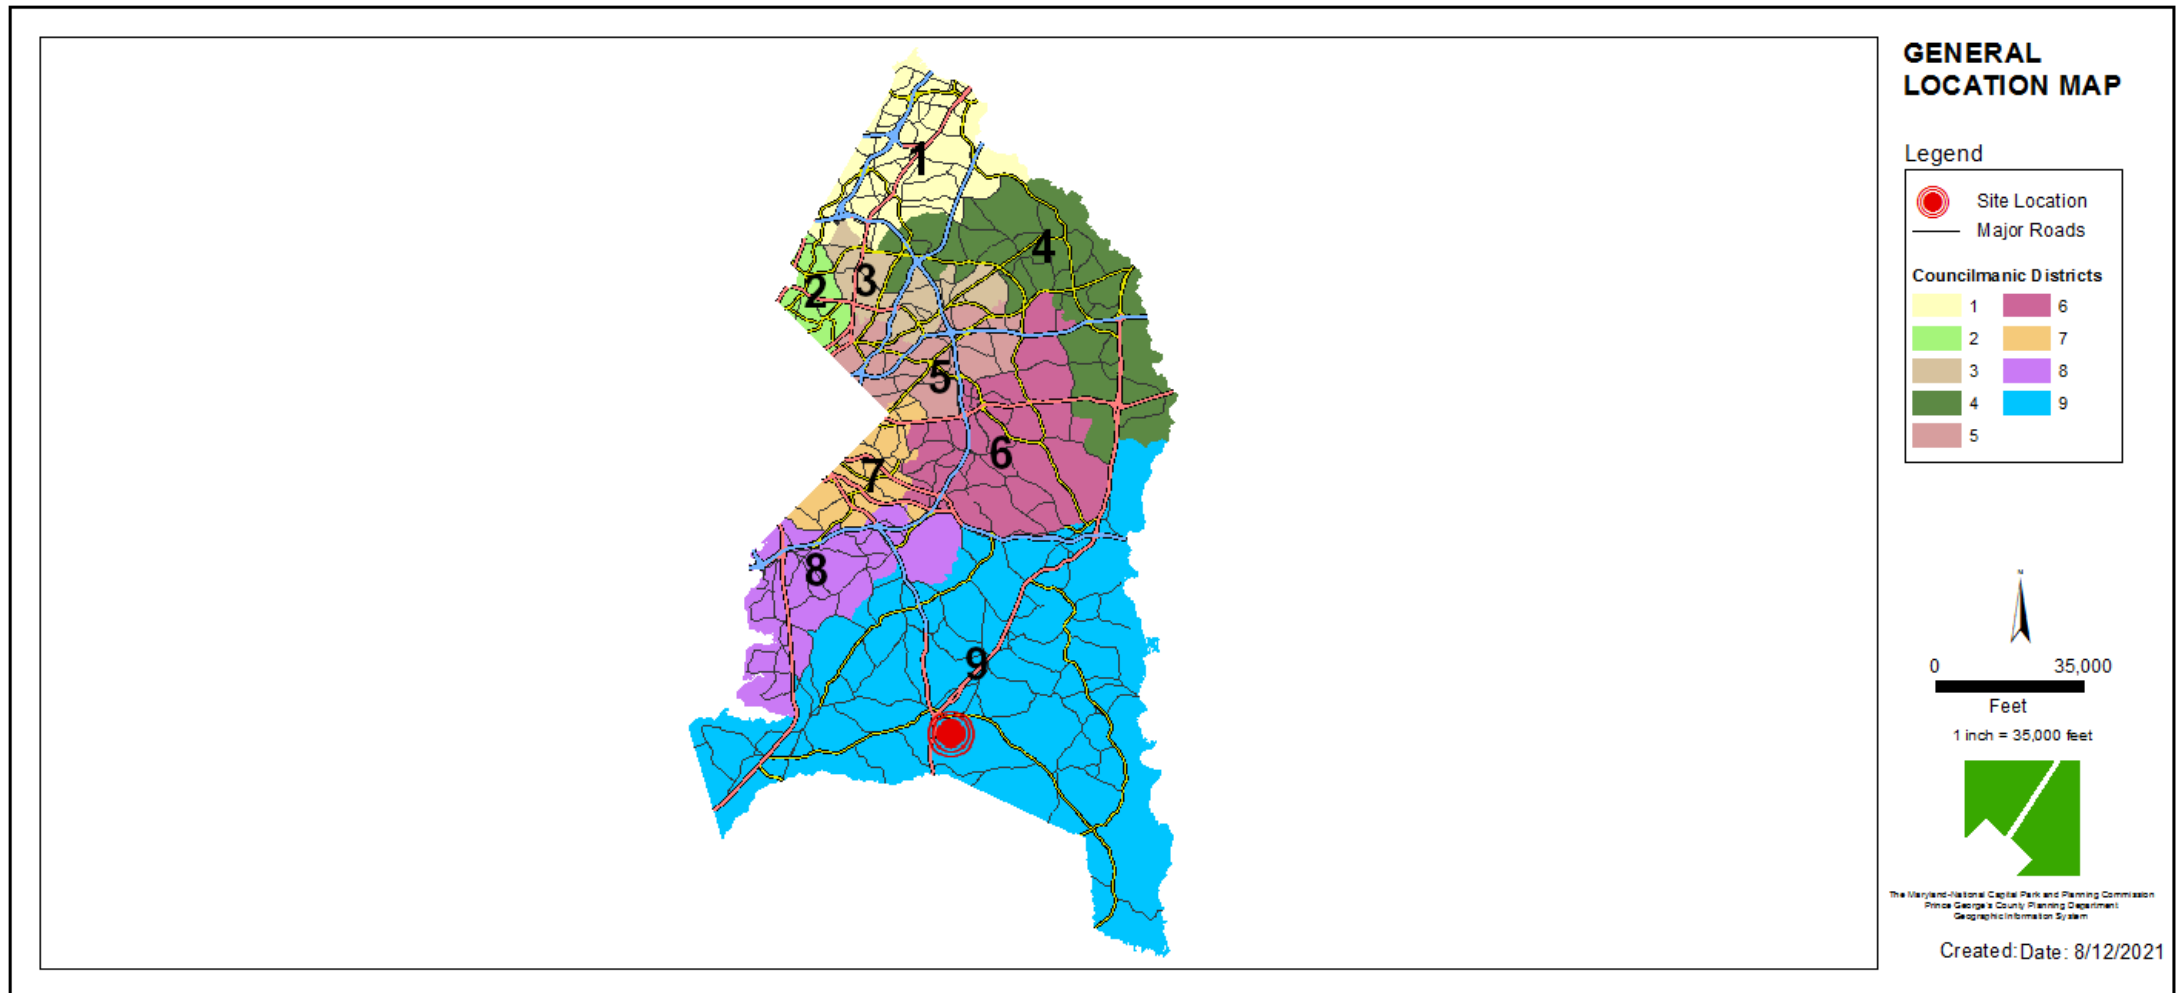 GENERAL
LOCATION MAP
Legend
Site Location
Major Roads
Councilmanic Districts
1 6
2 7
3 8
4 9
5
1
4
3
2
5
6
7
8
9
N
0 35,000
Feet
1 inch = 35,000 feet
The Maryland-National Capital Park and Planning Commission
Prince George's County Planning Department
Geographic Information System
Created: Date: 8/12/2021